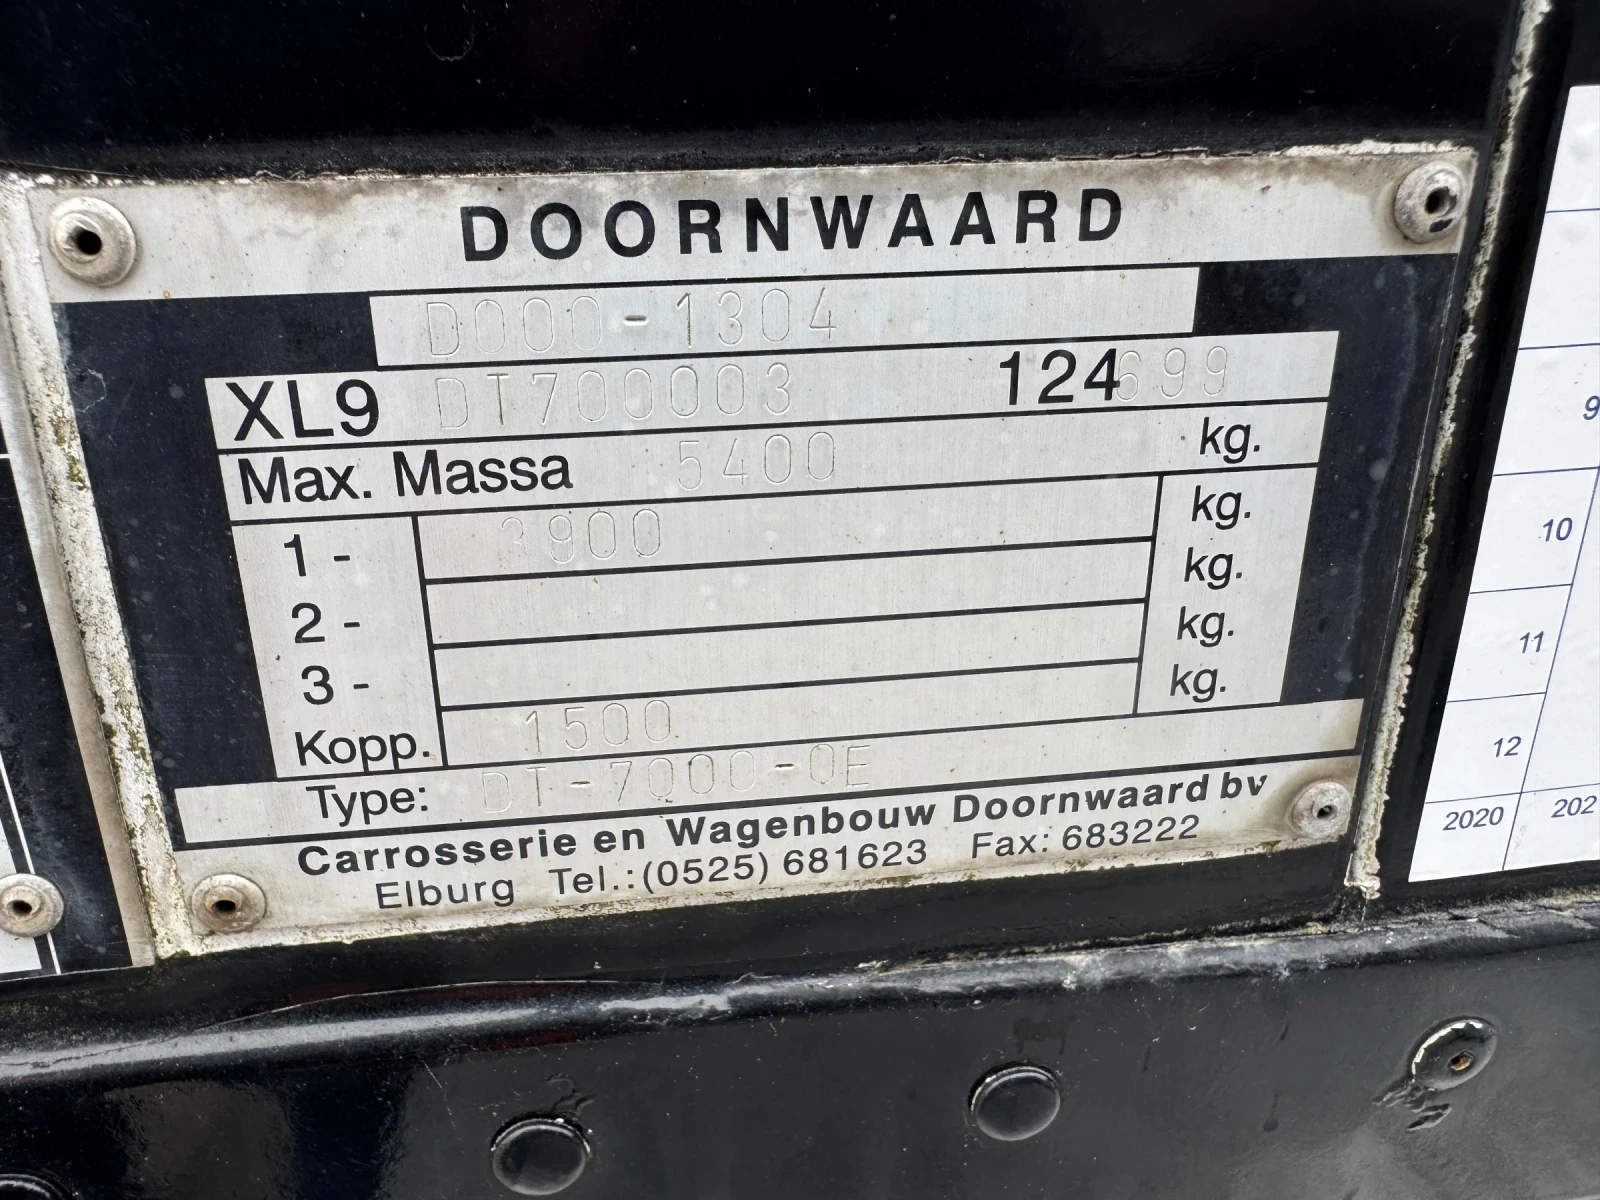 DOORNWAARD
D000-1304
XL9 DT700003 124699
Max. Massa 5400 kg.
1 - 3900 kg.
2 - kg.
3 - kg.
Kopp. 1500 kg.
Type: DT-7000-0E
Carrosserie en Wagenbouw Doornwaard bv
Elburg Tel.:(0525) 681623 Fax: 683222
9
10
11
12
2020 202